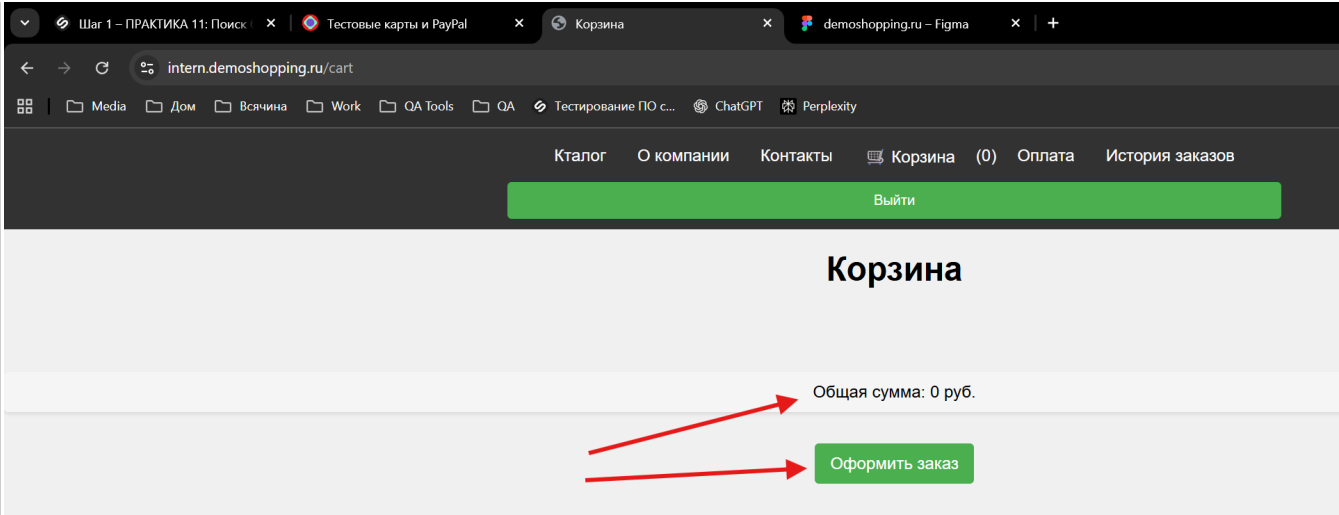 Шаг 1 – ПРАКТИКА 11: Поиск
Тестовые карты и PayPal
Корзина
demoshopping.ru – Figma
intern.demoshopping.ru/cart
Media
Дом
Всячина
Work
QA Tools
QA
Тестирование ПО с...
ChatGPT
Perplexity
Кталог
О компании
Контакты
Корзина (0)
Оплата
История заказов
Выйти
Корзина
Общая сумма: 0 руб.
Оформить заказ